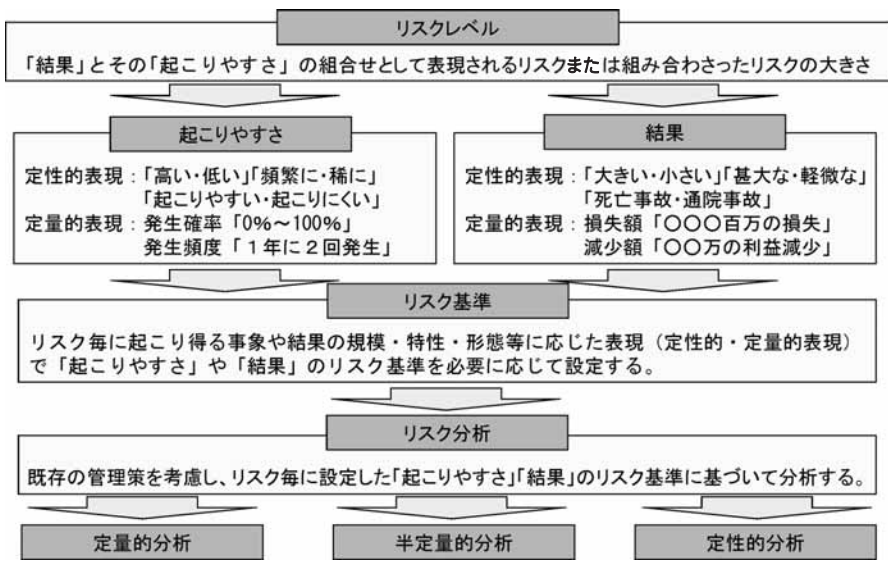 リスクレベル
「結果」とその「起こりやすさ」の組合せとして表現されるリスクまたは組み合わさったリスクの大きさ
起こりやすさ
定性的表現：「高い・低い」「頻繁に・稀に」
「起こりやすい・起こりにくい」
定量的表現：発生確率「0％～100％」
発生頻度「１年に２回発生」
結果
定性的表現：「大きい・小さい」「甚大な・軽微な」
「死亡事故・通院事故」
定量的表現：損失額「〇〇〇百万の損失」
減少額「〇〇万の利益減少」
リスク基準
リスク毎に起こり得る事象や結果の規模・特性・形態等に応じた表現（定性的・定量的表現）
で「起こりやすさ」や「結果」のリスク基準を必要に応じて設定する。
リスク分析
既存の管理策を考慮し、リスク毎に設定した「起こりやすさ」「結果」のリスク基準に基づいて分析する。
定量的分析
半定量的分析
定性的分析